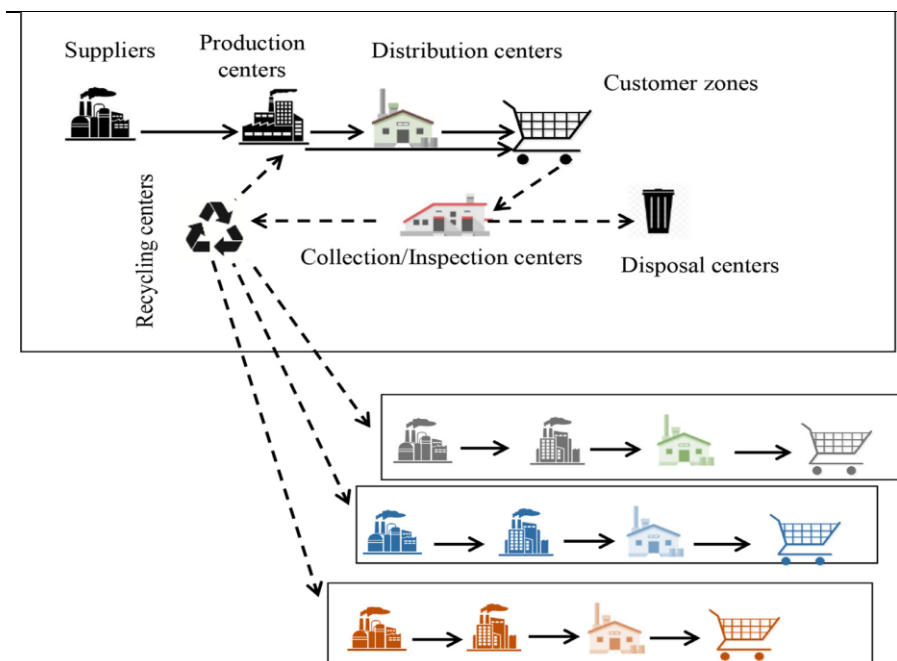 Suppliers
Production
centers
Distribution centers
Customer zones
Recycling centers
Collection/Inspection centers
Disposal centers